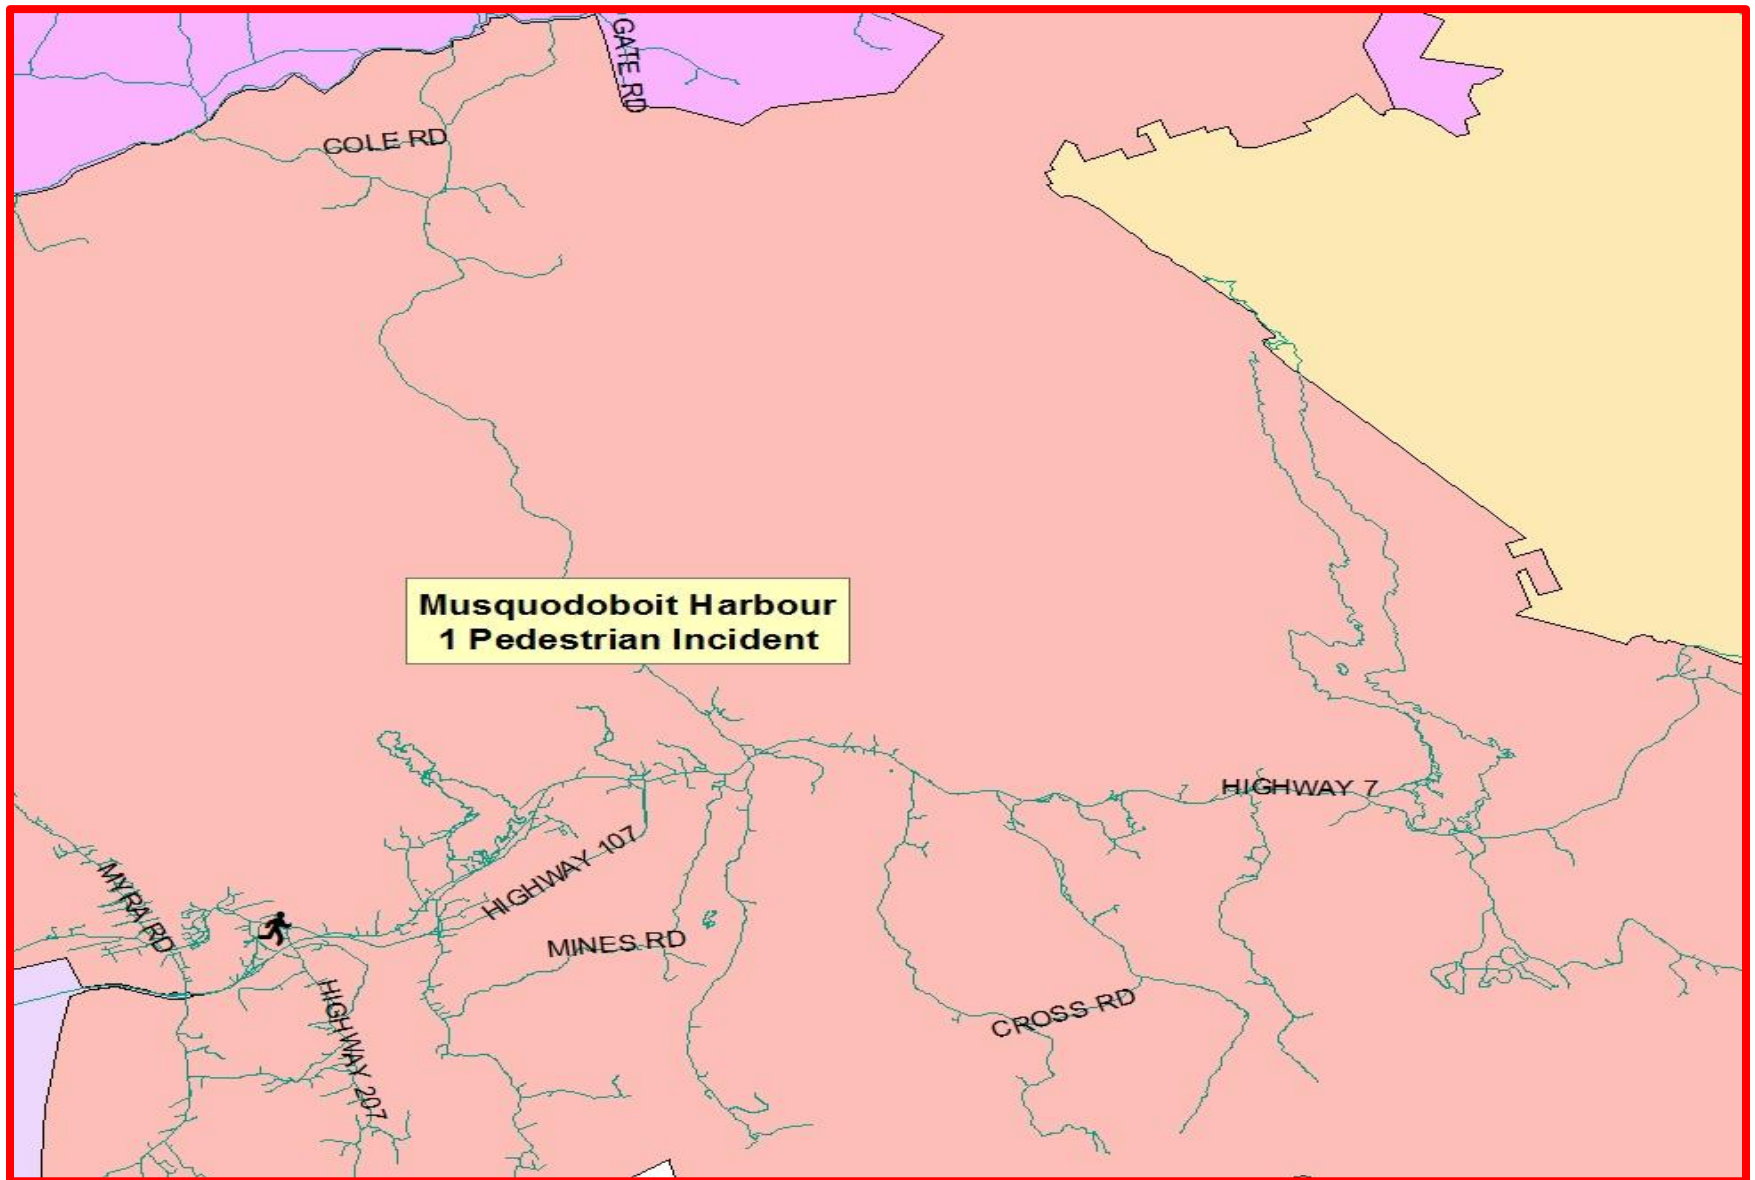 GATE RD
COLE RD
Musquodoboit Harbour
1 Pedestrian Incident
HIGHWAY 7
HIGHWAY 107
MYRA RD
MINES RD
HIGHWAY 207
CROSS RD